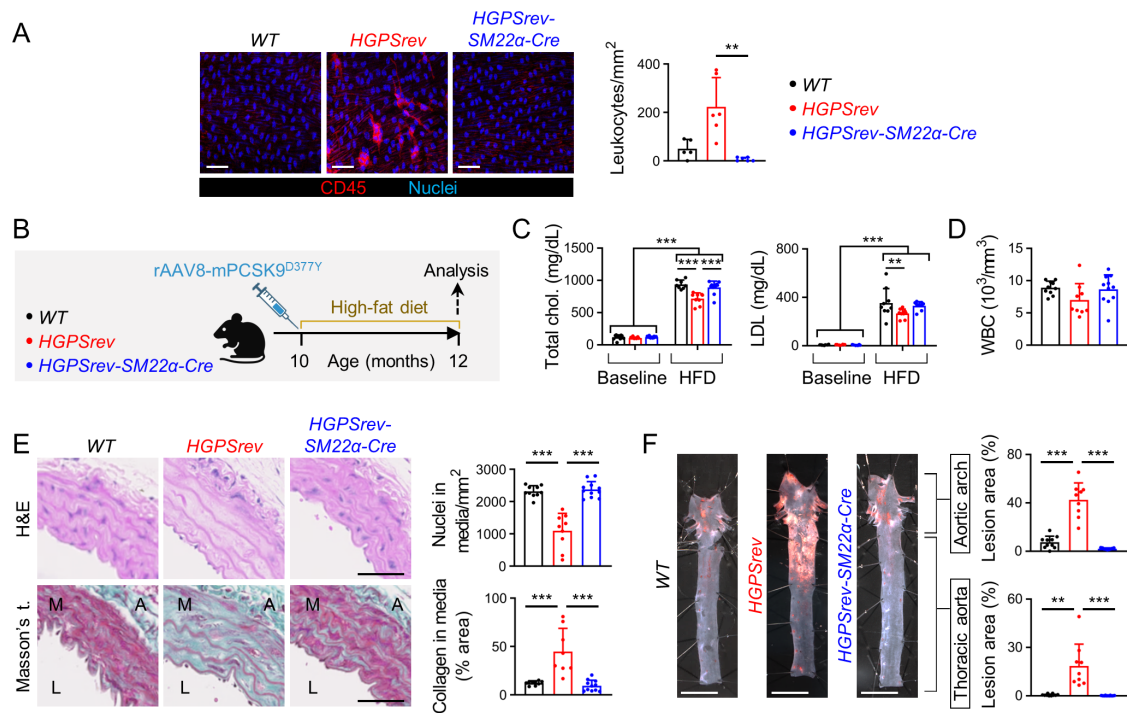 A
WT
HGPSrev
HGPSrev-
SM22α-Cre
CD45 Nuclei
Leukocytes/mm²
400
200
0
**
WT
HGPSrev
HGPSrev-SM22α-Cre
B
rAAV8-mPCSK9D377Y
Analysis
High-fat diet
WT
HGPSrev
HGPSrev-SM22α-Cre
10
Age (months)
12
C
Total chol. (mg/dL)
1500
1000
500
0
***
*** ***
Baseline HFD
LDL (mg/dL)
800
400
0
***
**
Baseline HFD
D
WBC (10³/mm³)
15
10
5
0
E
WT
HGPSrev
HGPSrev-
SM22α-Cre
H&E
Masson's t.
M A
L
M A
L
M A
L
Nuclei in
media/mm²
3000
2000
1000
0
*** ***
Collagen in media
(% area)
100
50
0
*** ***
F
WT
HGPSrev
HGPSrev-SM22α-Cre
Aortic arch
Thoracic aorta
Lesion area (%)
80
40
0
*** ***
Lesion area (%)
60
30
0
** ***